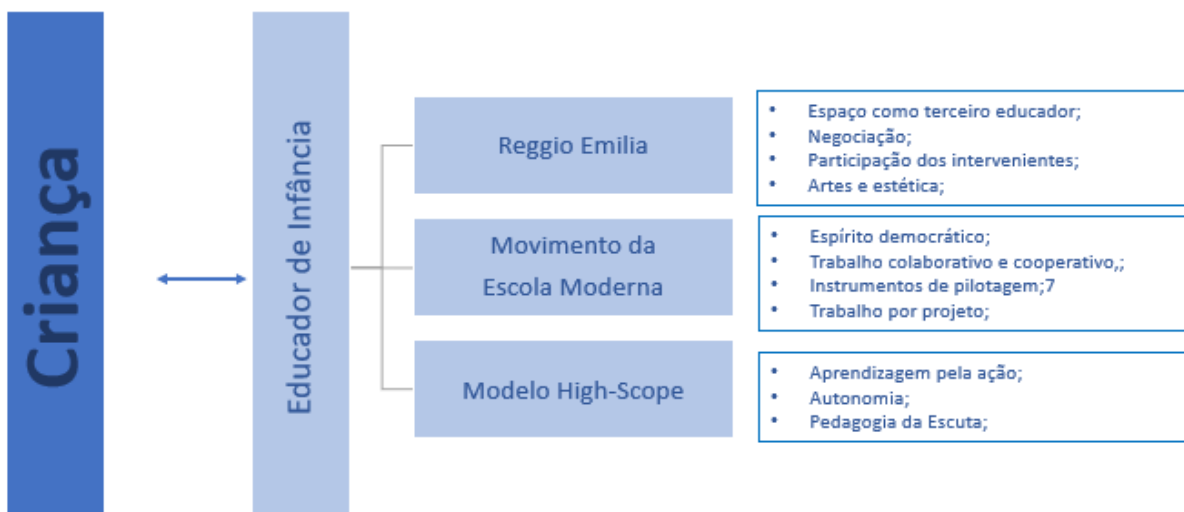 Criança
Educador de Infância
Reggio Emilia
• Espaço como terceiro educador;
• Negociação;
• Participação dos intervenientes;
• Artes e estética;
Movimento da
Escola Moderna
• Espírito democrático;
• Trabalho colaborativo e cooperativo,;
• Instrumentos de pilotagem;7
• Trabalho por projeto;
Modelo High-Scope
• Aprendizagem pela ação;
• Autonomia;
• Pedagogia da Escuta;